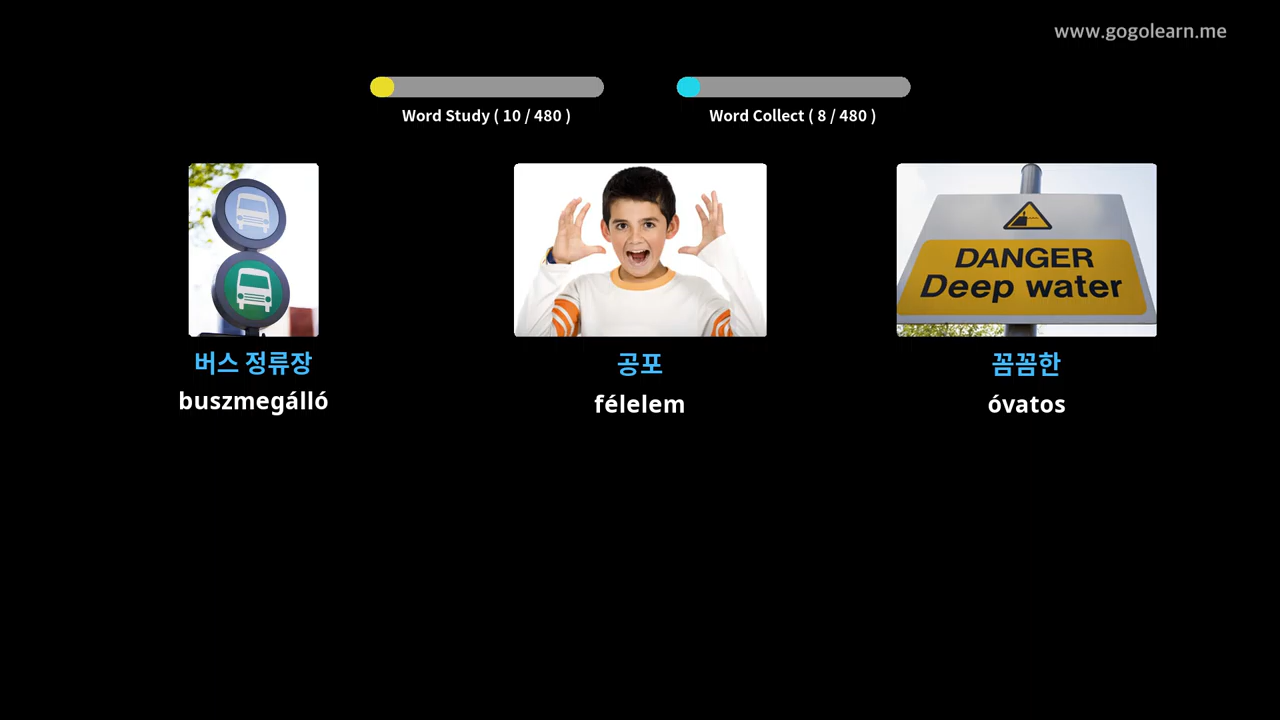 www.gogolearn.me
Word Study ( 10 / 480 )
Word Collect ( 8 / 480 )
DANGER
Deep water
버스 정류장
buszmegálló
공포
félelem
꼼꼼한
óvatos